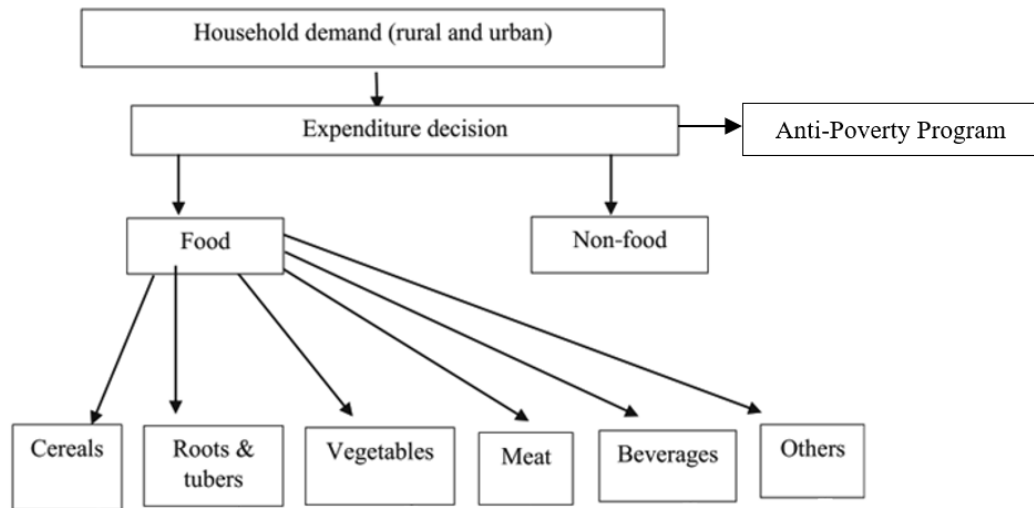 Household demand (rural and urban)
Expenditure decision
Anti-Poverty Program
Food
Non-food
Cereals
Roots &
tubers
Vegetables
Meat
Beverages
Others